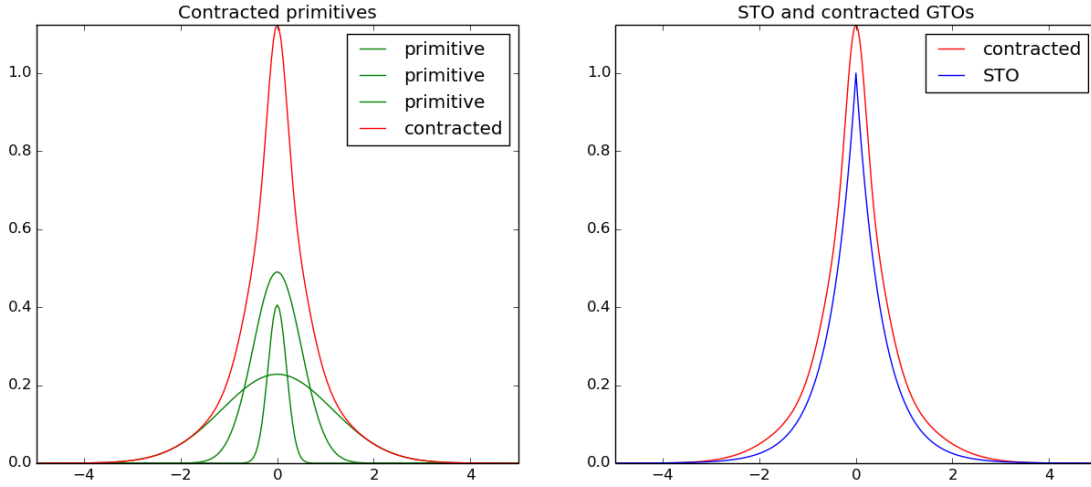 Contracted primitives
primitive
primitive
primitive
contracted
1.0
0.8
0.6
0.4
0.2
0.0
−4
−2
0
2
4
STO and contracted GTOs
contracted
STO
1.0
0.8
0.6
0.4
0.2
0.0
−4
−2
0
2
4